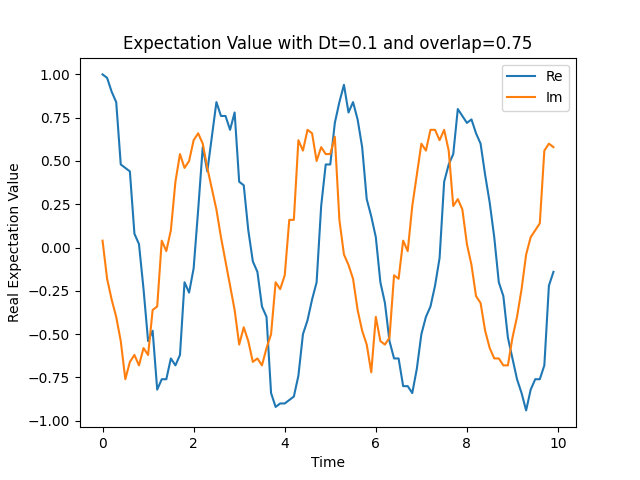 Expectation Value with Dt=0.1 and overlap=0.75
Re
Im
1.00
0.75
0.50
0.25
0.00
−0.25
−0.50
−0.75
−1.00
Real Expectation Value
0 2 4 6 8 10
Time